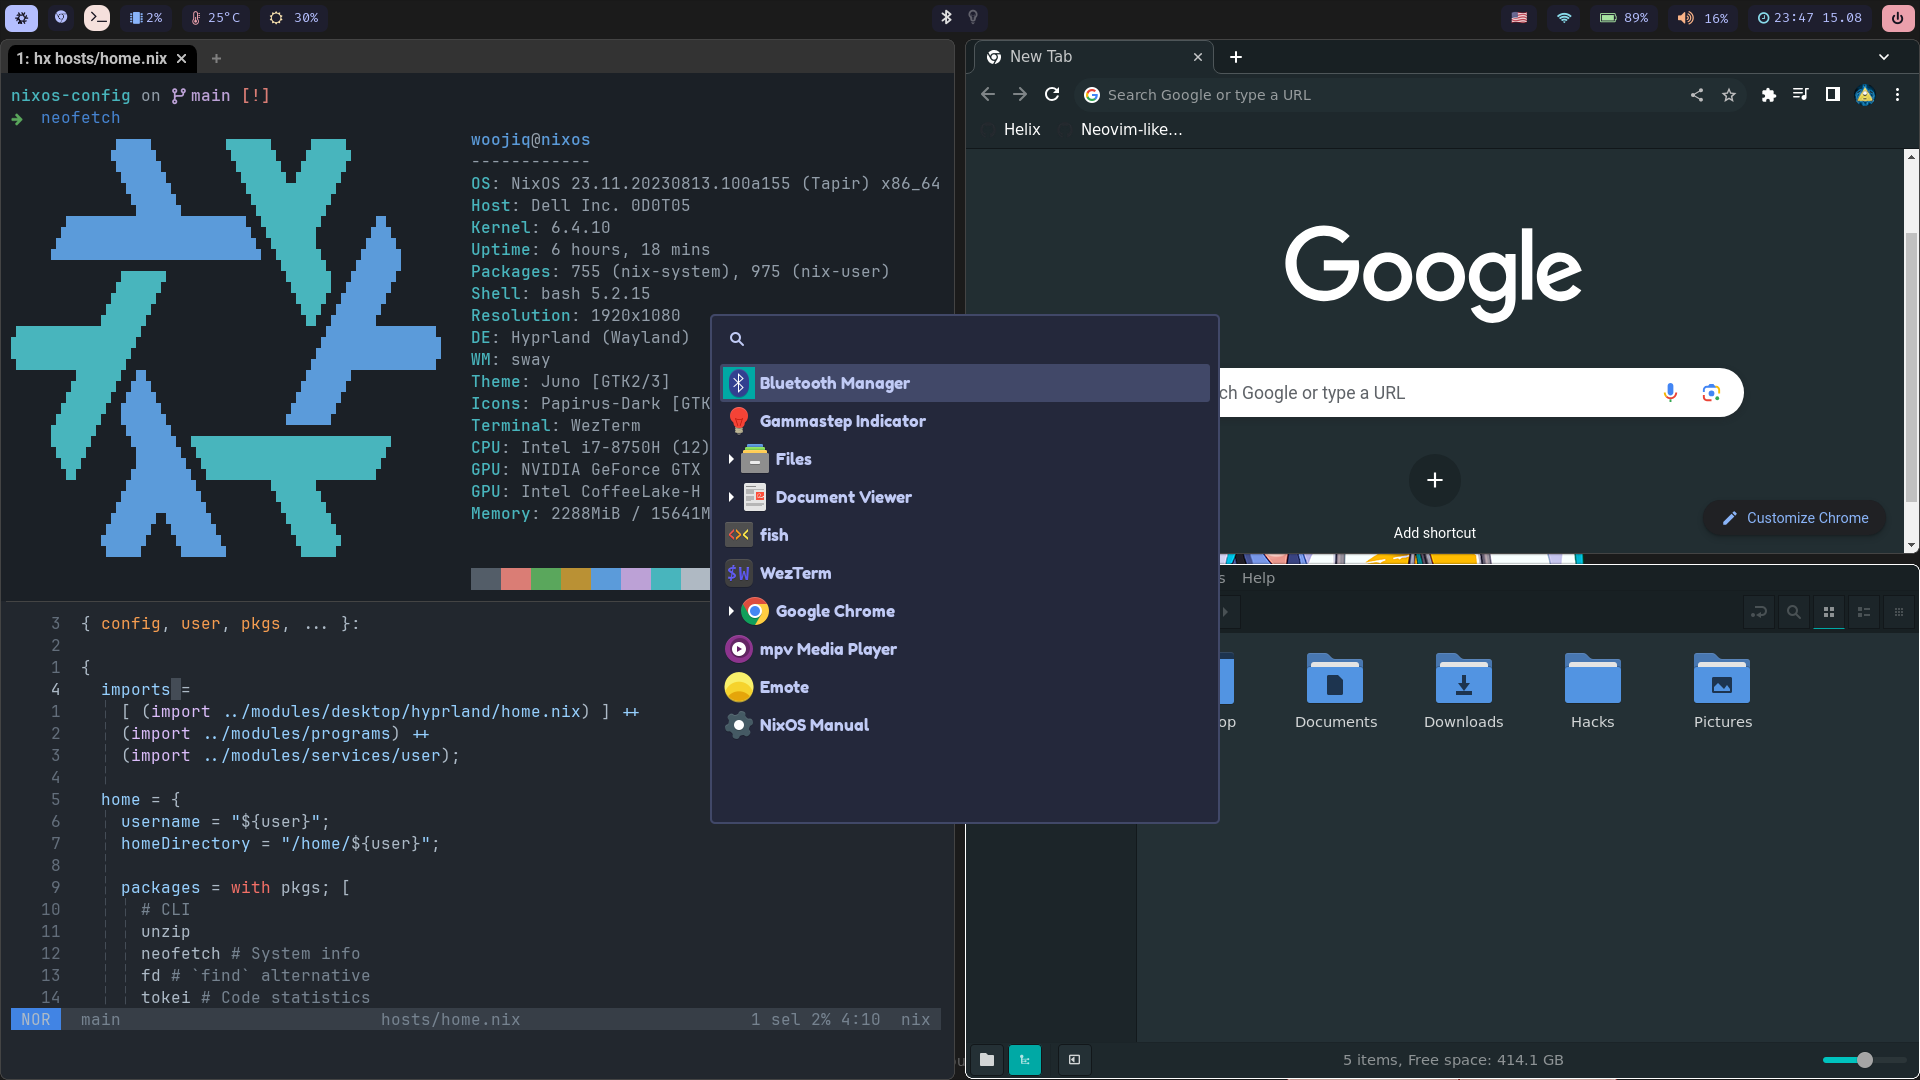 2%
25°C
30%
89%
16%
23:47 15.08
1: hx hosts/home.nix
nixos-config on main [!]
neofetch
woojiq@nixos
------------
OS: NixOS 23.11.20230813.100a155 (Tapir) x86_64
Host: Dell Inc. 0D0T05
Kernel: 6.4.10
Uptime: 6 hours, 18 mins
Packages: 755 (nix-system), 975 (nix-user)
Shell: bash 5.2.15
Resolution: 1920x1080
DE: Hyprland (Wayland)
WM: sway
Theme: Juno [GTK2/3]
Icons: Papirus-Dark [GTK
Terminal: WezTerm
CPU: Intel i7-8750H (12)
GPU: NVIDIA GeForce GTX
GPU: Intel CoffeeLake-H
Memory: 2288MiB / 15641M
3 { config, user, pkgs, ... }:
2
1 {
4 imports =
1 [ (import ../modules/desktop/hyprland/home.nix) ] ++
2 (import ../modules/programs) ++
3 (import ../modules/services/user);
4
5 home = {
6 username = "${user}";
7 homeDirectory = "/home/${user}";
8
9 packages = with pkgs; [
10 # CLI
11 unzip
12 neofetch # System info
13 fd # `find` alternative
14 tokei # Code statistics
NOR main hosts/home.nix 1 sel 2% 4:10 nix
New Tab
Search Google or type a URL
Helix
Neovim-like...
Google
ch Google or type a URL
Add shortcut
Customize Chrome
Bluetooth Manager
Gammastep Indicator
Files
Document Viewer
fish
$W WezTerm
Google Chrome
mpv Media Player
Emote
NixOS Manual
s Help
op
Documents
Downloads
Hacks
Pictures
5 items, Free space: 414.1 GB